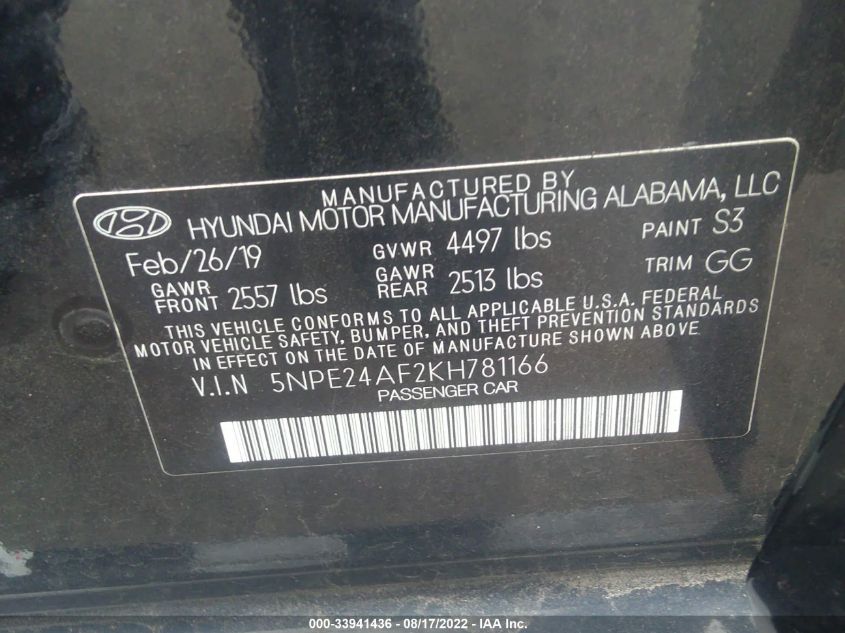 MANUFACTURED BY
HYUNDAI MOTOR MANUFACTURING ALABAMA, LLC
Feb/26/19 GVWR 4497 lbs PAINT S3
GAWR FRONT 2557 lbs GAWR REAR 2513 lbs TRIM GG
THIS VEHICLE CONFORMS TO ALL APPLICABLE U.S.A. FEDERAL
MOTOR VEHICLE SAFETY, BUMPER, AND THEFT PREVENTION STANDARDS
IN EFFECT ON THE DATE OF MANUFACTURE SHOWN ABOVE
V.I.N 5NPE24AF2KH781166
PASSENGER CAR
000-33941436 - 08/17/2022 - IAA Inc.